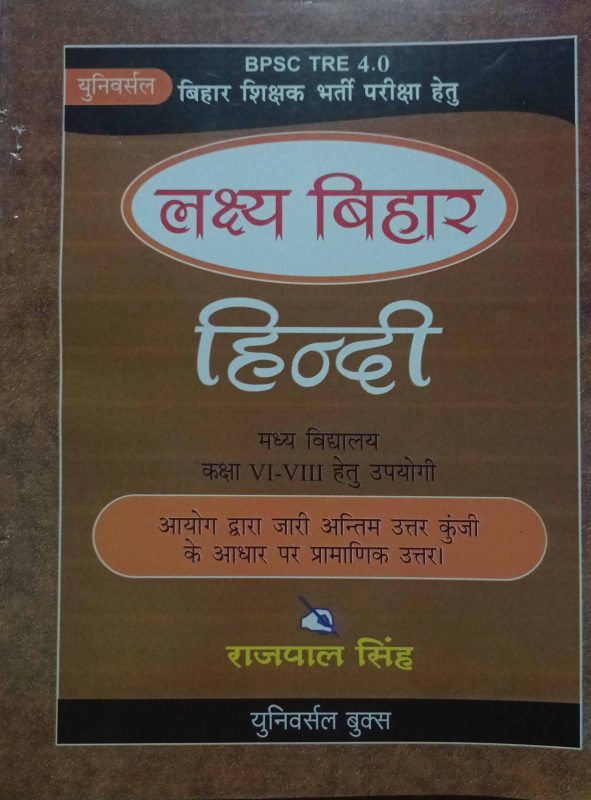 BPSC TRE 4.0
युनिवर्सल
बिहार शिक्षक भर्ती परीक्षा हेतु
लक्ष्य बिहार
हिन्दी
मध्य विद्यालय
कक्षा VI-VIII हेतु उपयोगी
आयोग द्वारा जारी अन्तिम उत्तर कुंजी
के आधार पर प्रामाणिक उत्तर।
राजपाल सिंह
युनिवर्सल बुक्स